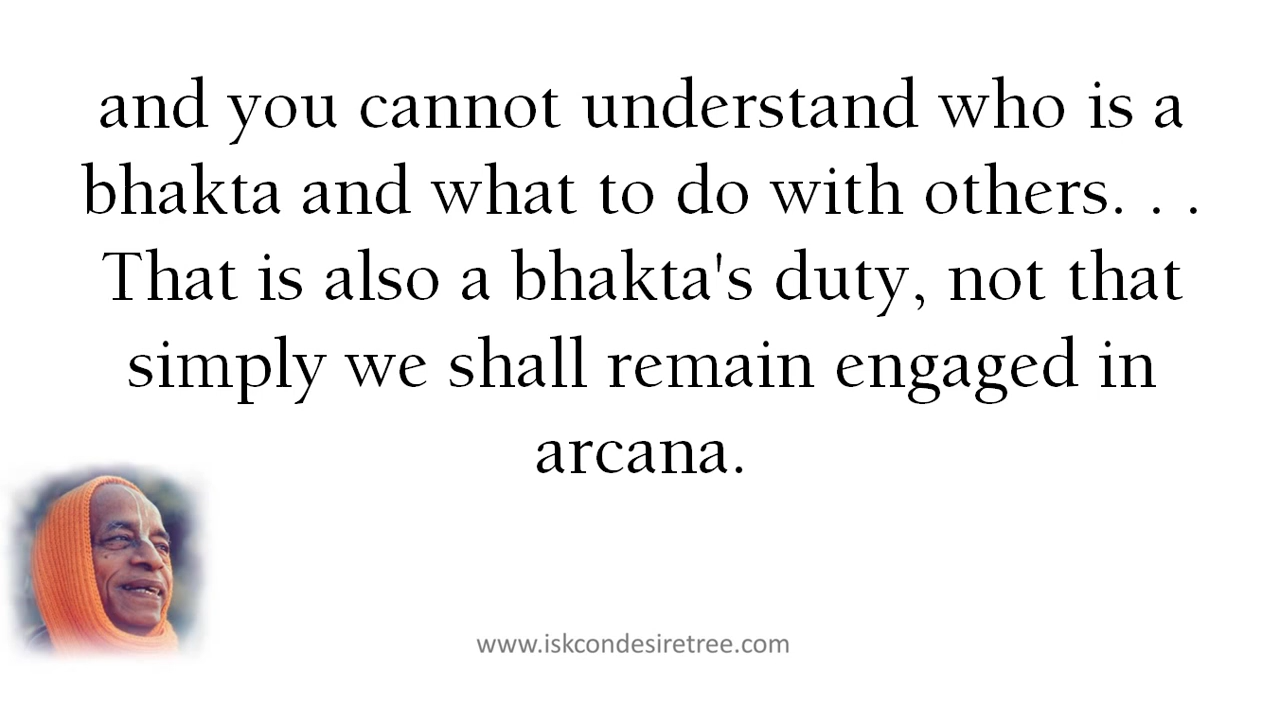 and you cannot understand who is a
bhakta and what to do with others. . .
That is also a bhakta's duty, not that
simply we shall remain engaged in
arcana.
www.iskcondesiretree.com